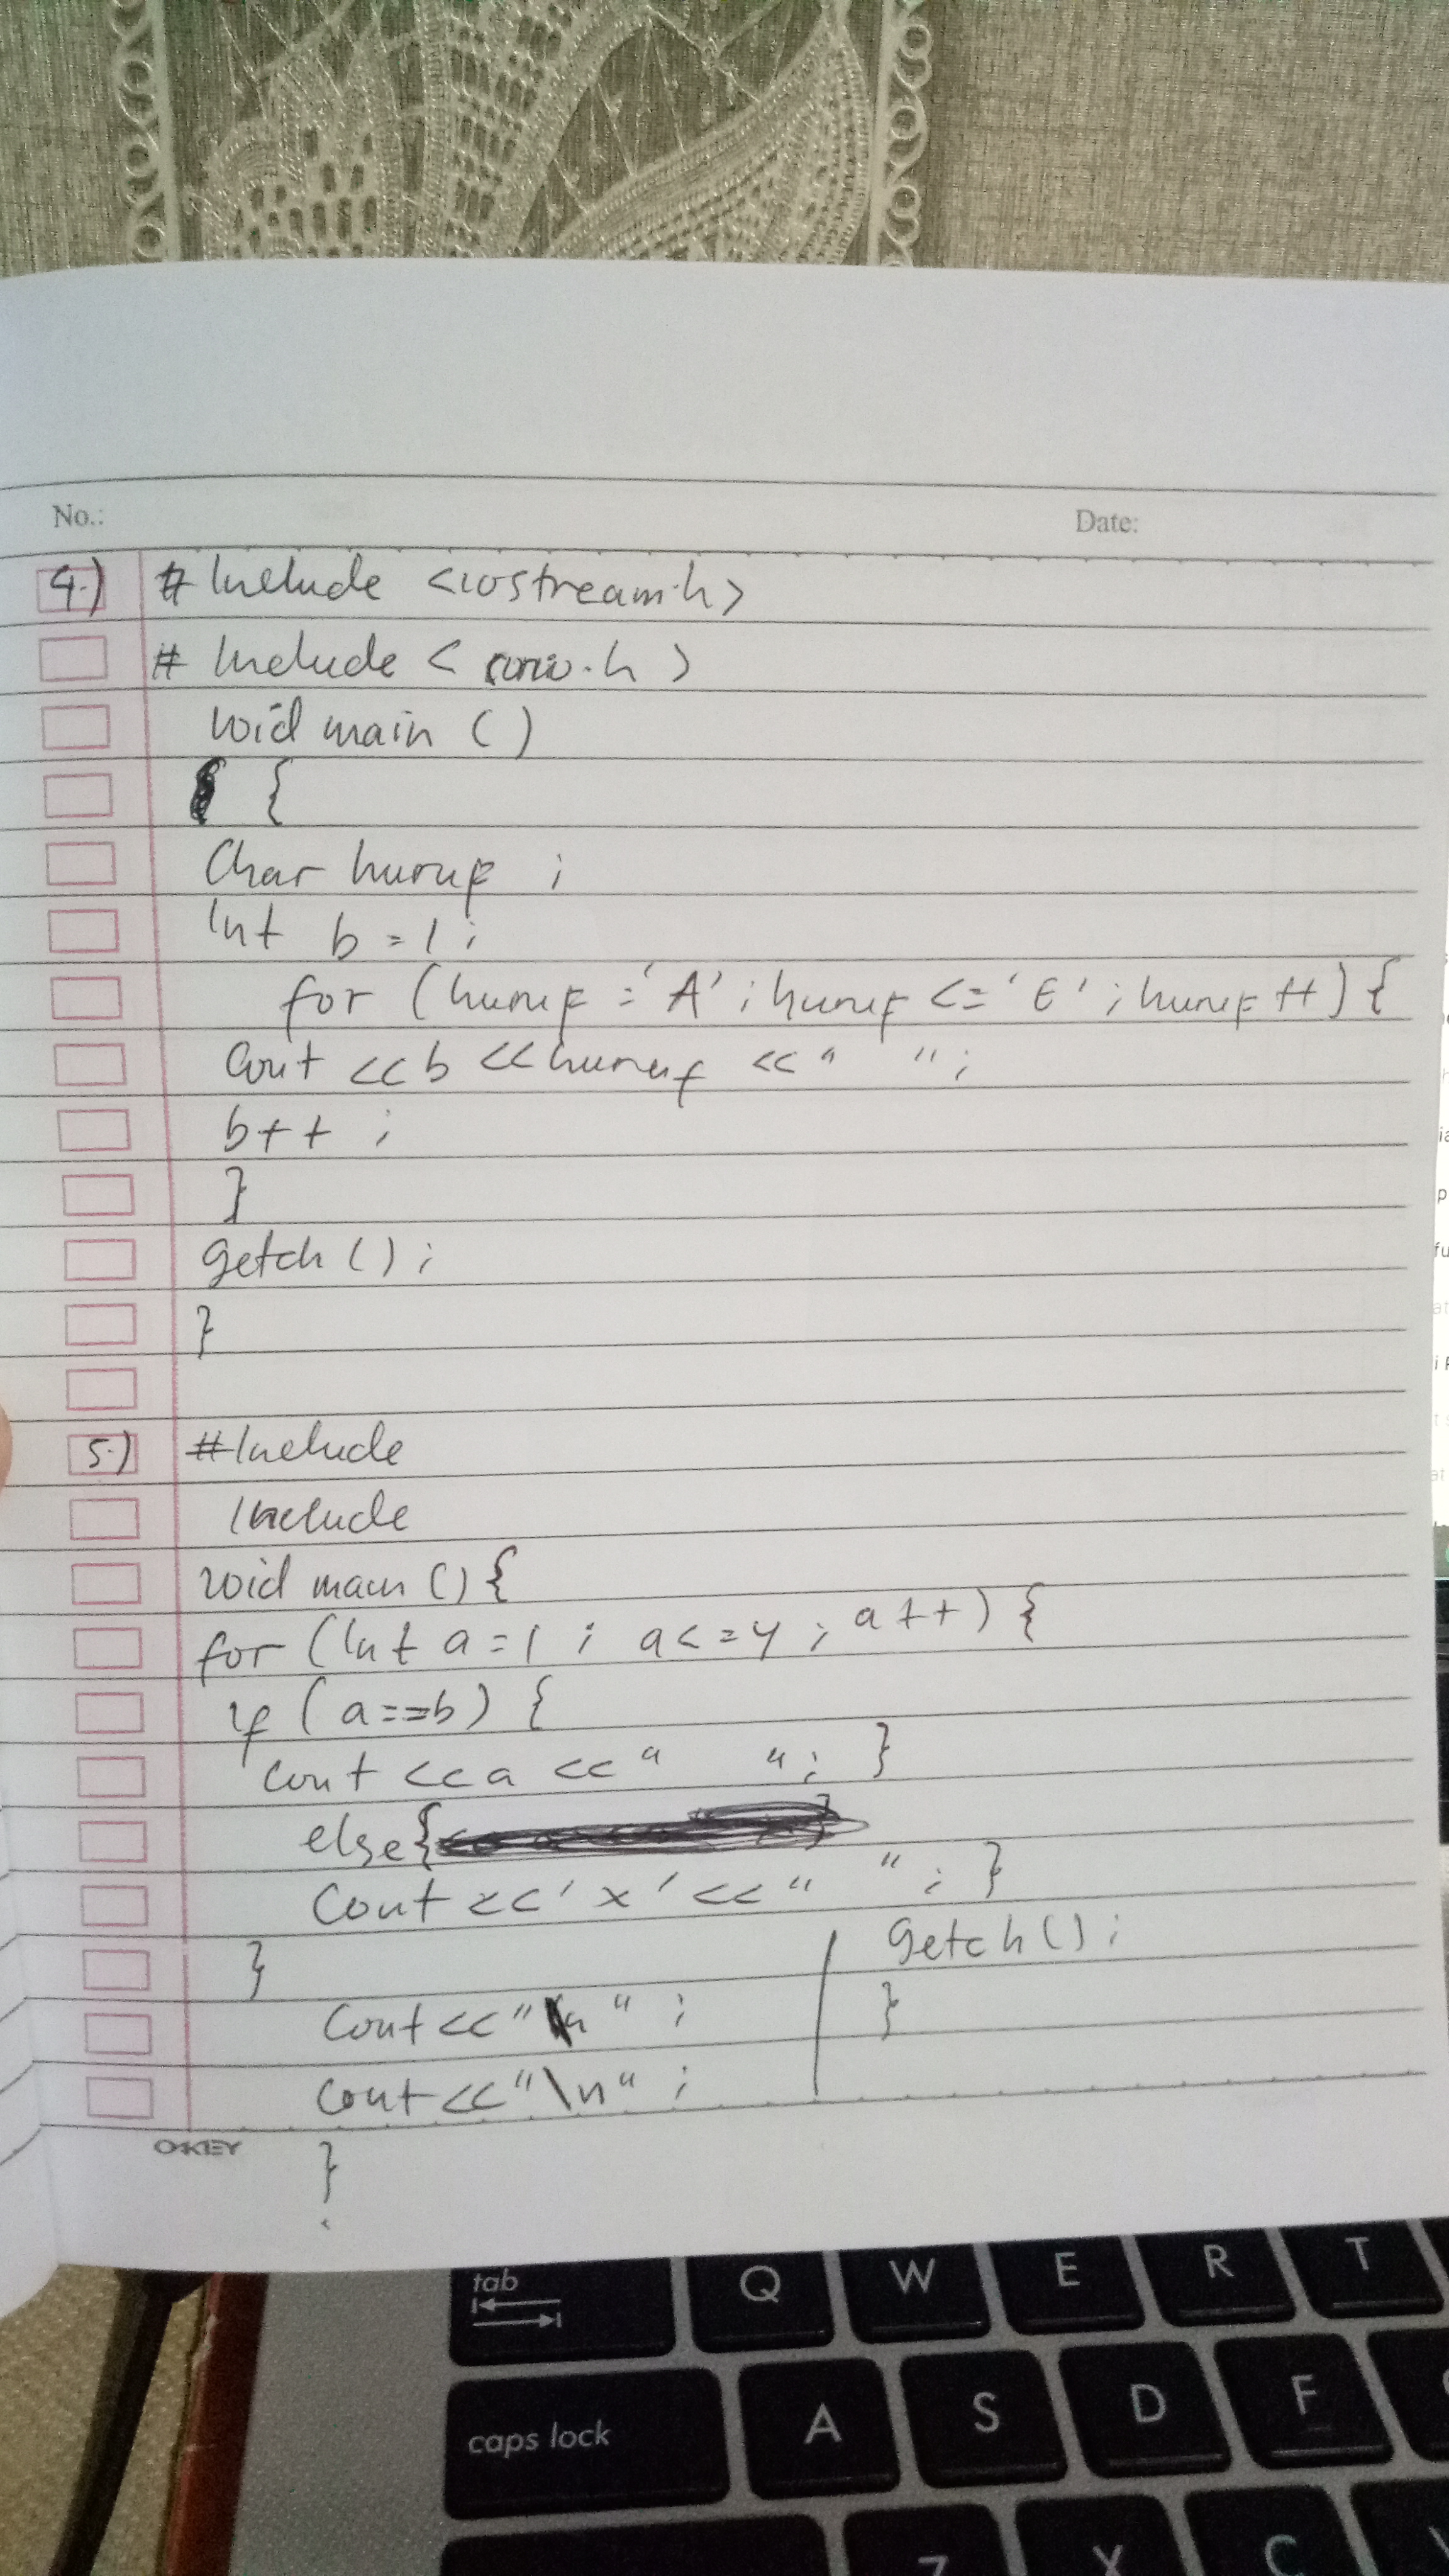 No.:
Date:
4.) # Include <iostream.h>
# Include < conio.h >
void main ()
{
Char huruf ;
Int b = 1 ;
for (huruf = 'A' ; huruf <= 'E' ; huruf ++) {
Cout << b << huruf << " " ;
b++ ;
}
getch () ;
}
5.) #Include
Include
void main () {
for (Int a = 1 ; a <= 4 ; a ++) {
if (a == b) {
Cout << a << " " ; }
else {
Cout << 'x' << " " ; }
}
Cout << " " ;
Cout << "\n" ;
}
getch () ;
}
OKEY
tab
Q W E R T
caps lock
A S D F
Z X C